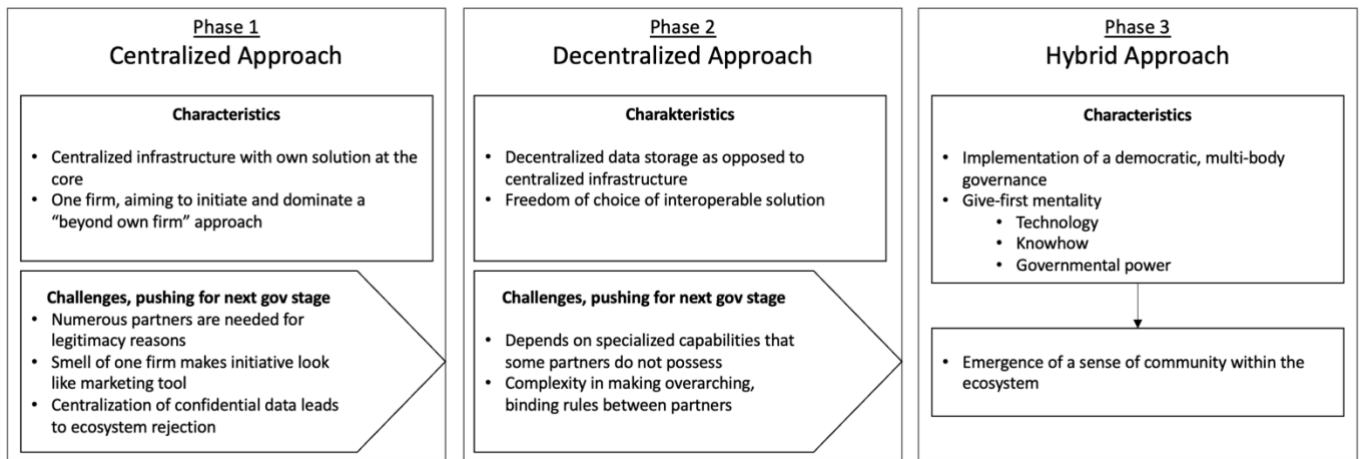 Phase 1
Centralized Approach
Characteristics
• Centralized infrastructure with own solution at the
core
• One firm, aiming to initiate and dominate a
“beyond own firm” approach
Challenges, pushing for next gov stage
• Numerous partners are needed for
legitimacy reasons
• Smell of one firm makes initiative look
like marketing tool
• Centralization of confidential data leads
to ecosystem rejection
Phase 2
Decentralized Approach
Charakteristics
• Decentralized data storage as opposed to
centralized infrastructure
• Freedom of choice of interoperable solution
Challenges, pushing for next gov stage
• Depends on specialized capabilities that
some partners do not possess
• Complexity in making overarching,
binding rules between partners
Phase 3
Hybrid Approach
Characteristics
• Implementation of a democratic, multi-body
governance
• Give-first mentality
• Technology
• Knowhow
• Governmental power
• Emergence of a sense of community within the
ecosystem